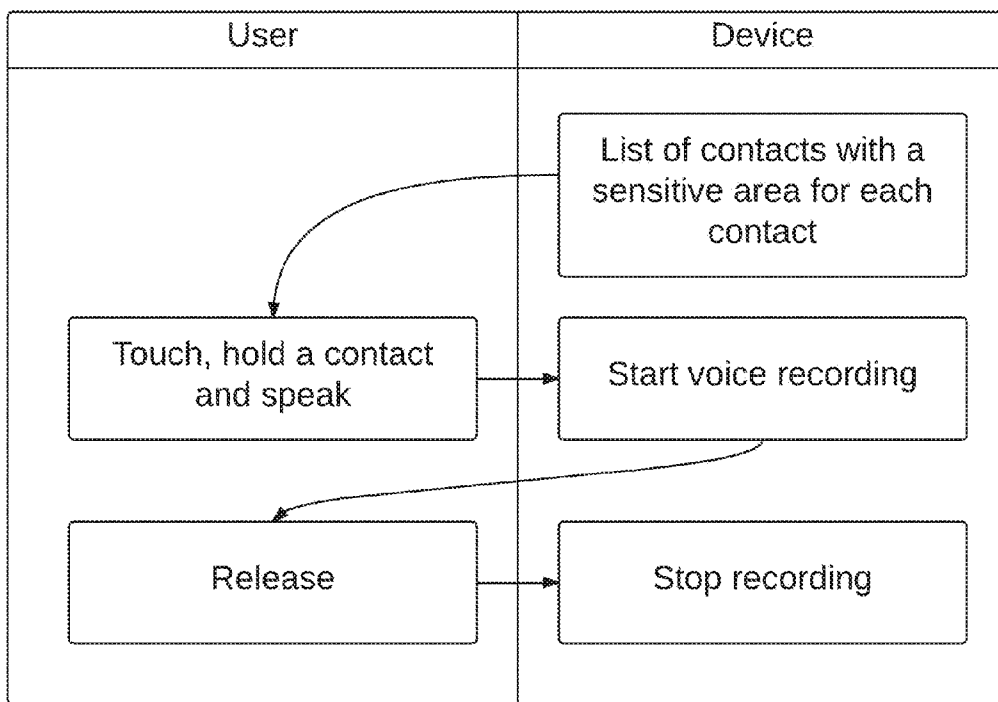 User
Device
List of contacts with a
sensitive area for each
contact
Touch, hold a contact
and speak
Start voice recording
Release
Stop recording